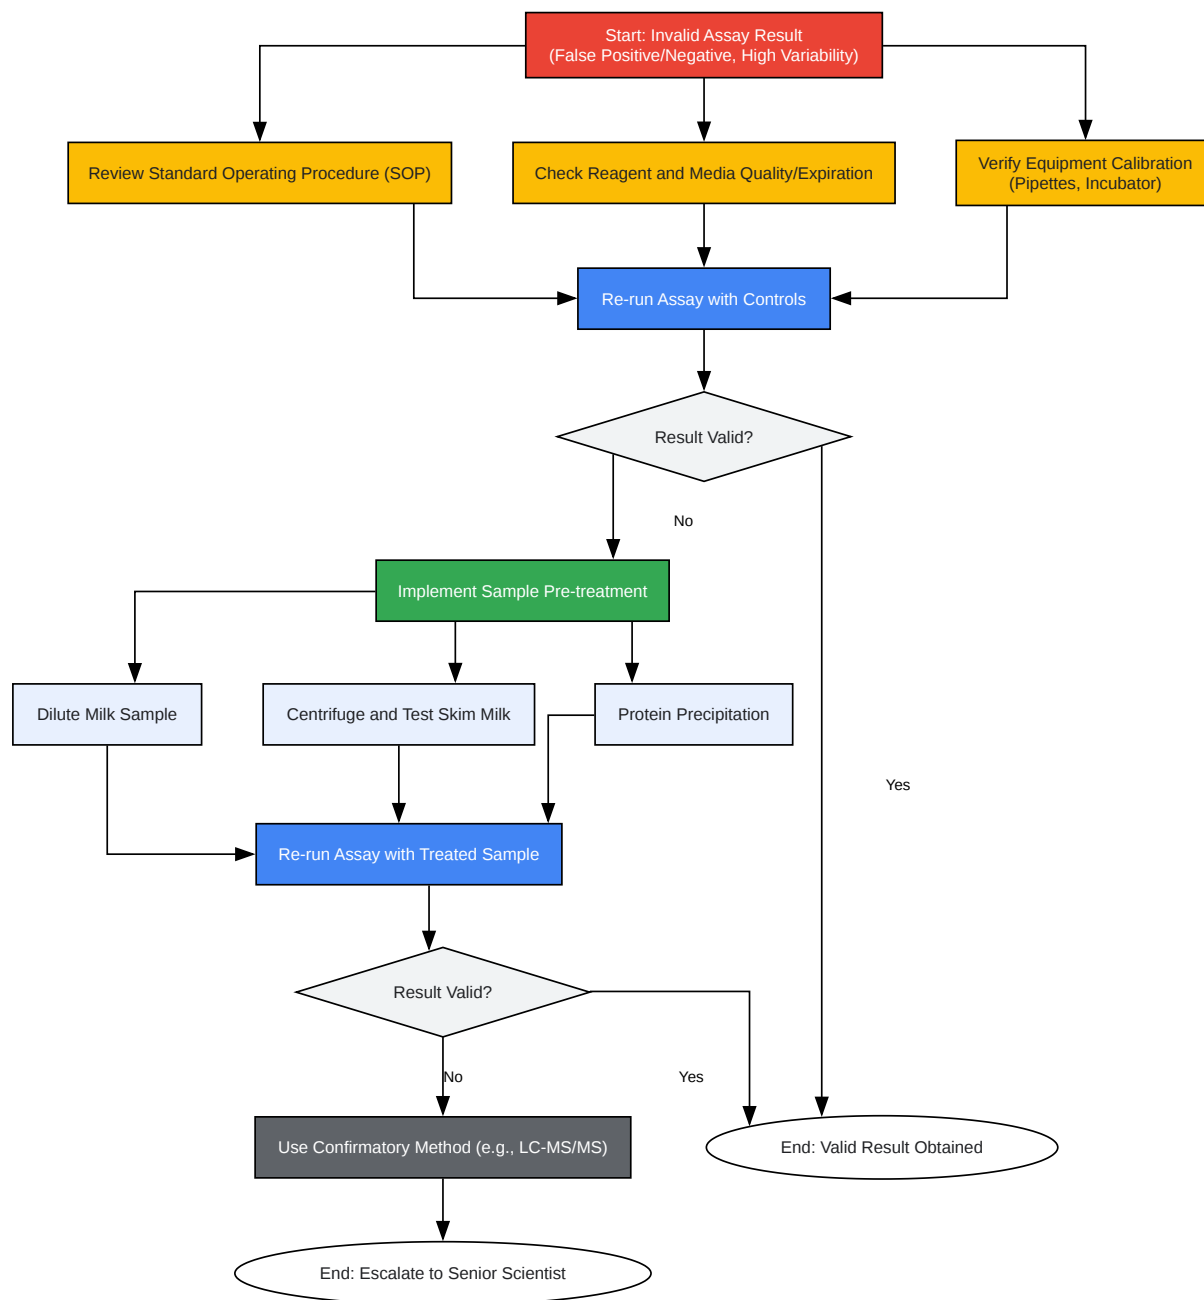 Start: Invalid Assay Result
(False Positive/Negative, High Variability)
Review Standard Operating Procedure (SOP)
Check Reagent and Media Quality/Expiration
Verify Equipment Calibration
(Pipettes, Incubator)
Re-run Assay with Controls
Result Valid?
No
Implement Sample Pre-treatment
Dilute Milk Sample
Centrifuge and Test Skim Milk
Protein Precipitation
Yes
Re-run Assay with Treated Sample
Result Valid?
No
Yes
Use Confirmatory Method (e.g., LC-MS/MS)
End: Valid Result Obtained
End: Escalate to Senior Scientist